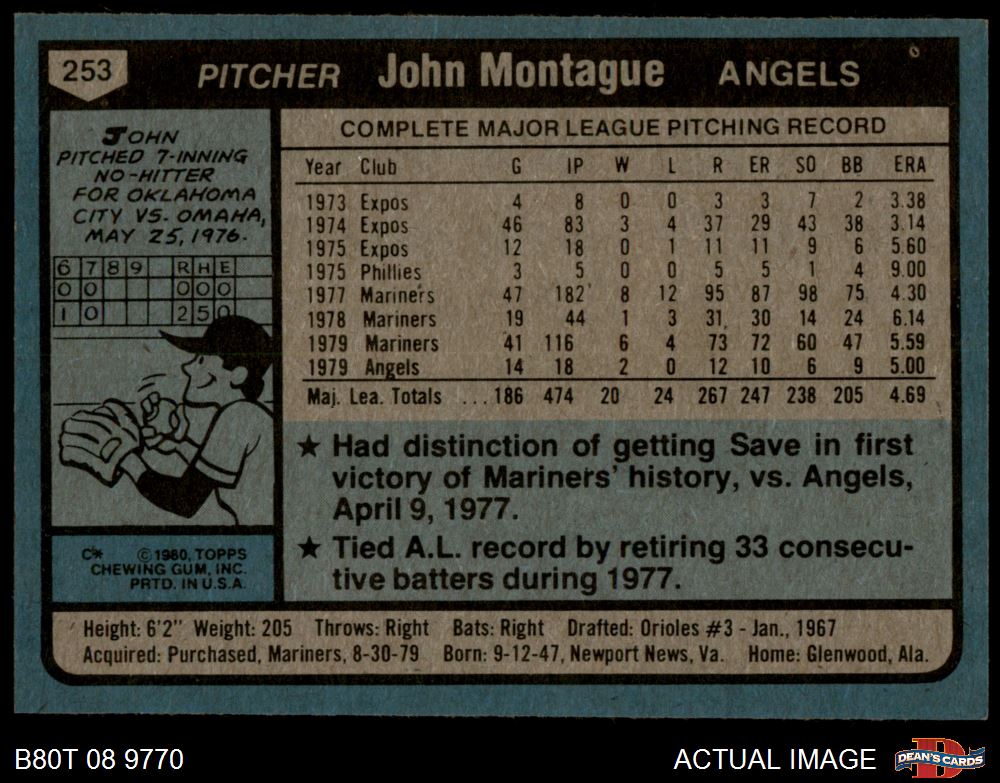 253 PITCHER John Montague ANGELS
JOHN
PITCHED 7-INNING
NO-HITTER
FOR OKLAHOMA
CITY VS. OMAHA,
MAY 25, 1976.
6 7 8 9 R H E
0 0 0 0 0
1 0 2 5 0
C* © 1980, TOPPS
CHEWING GUM, INC.
PRTD. IN U.S.A.
COMPLETE MAJOR LEAGUE PITCHING RECORD
Year Club G IP W L R ER SO BB ERA
1973 Expos 4 8 0 0 3 3 7 2 3.38
1974 Expos 46 83 3 4 37 29 43 38 3.14
1975 Expos 12 18 0 1 11 11 9 6 5.60
1975 Phillies 3 5 0 0 5 5 1 4 9.00
1977 Mariners 47 182 8 12 95 87 98 75 4.30
1978 Mariners 19 44 1 3 31 30 14 24 6.14
1979 Mariners 41 116 6 4 73 72 60 47 5.59
1979 Angels 14 18 2 0 12 10 6 9 5.00
Maj. Lea. Totals ... 186 474 20 24 267 247 238 205 4.69
★ Had distinction of getting Save in first
victory of Mariners' history, vs. Angels,
April 9, 1977.
★ Tied A.L. record by retiring 33 consecu-
tive batters during 1977.
Height: 6'2" Weight: 205 Throws: Right Bats: Right Drafted: Orioles #3 - Jan., 1967
Acquired: Purchased, Mariners, 8-30-79 Born: 9-12-47, Newport News, Va. Home: Glenwood, Ala.
B80T 08 9770 ACTUAL IMAGE DEAN'S CARDS